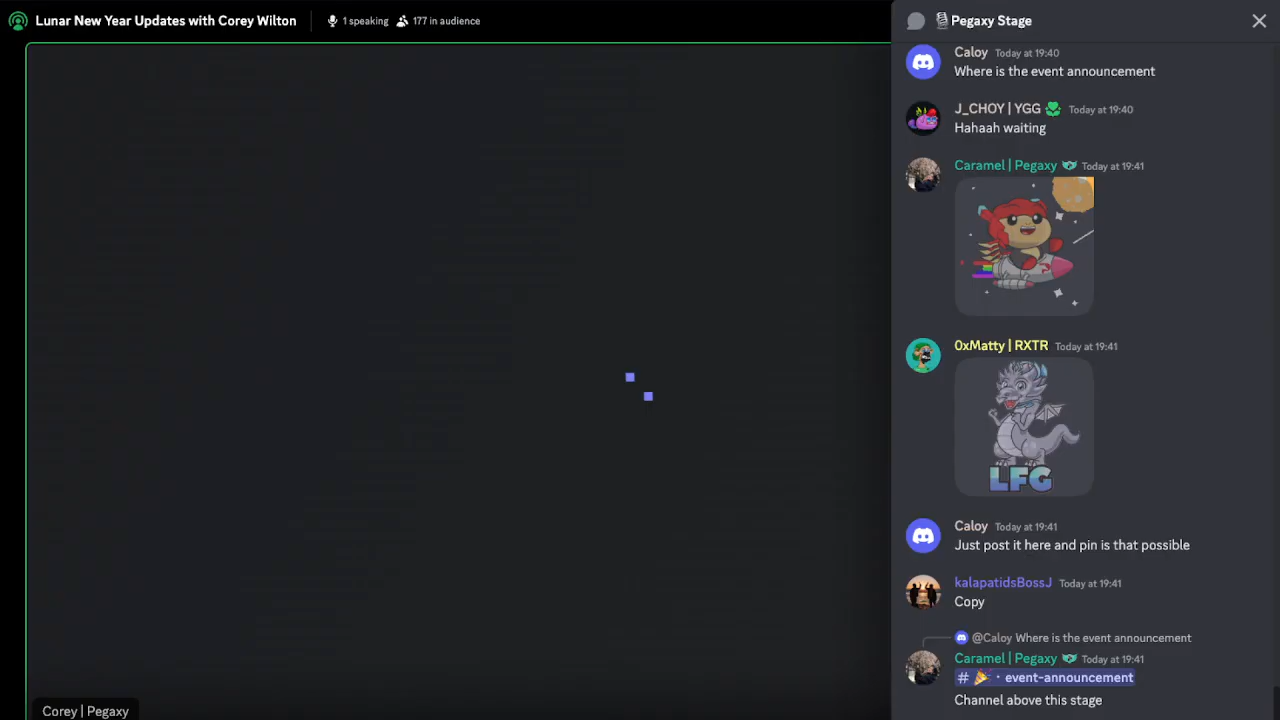 Lunar New Year Updates with Corey Wilton
1 speaking
177 in audience
Pegaxy Stage
Caloy Today at 19:40
Where is the event announcement
J_CHOY | YGG Today at 19:40
Hahaah waiting
Caramel | Pegaxy Today at 19:41
0xMatty | RXTR Today at 19:41
LFG
Caloy Today at 19:41
Just post it here and pin is that possible
kalapatidsBossJ Today at 19:41
Copy
@Caloy Where is the event announcement
Caramel | Pegaxy Today at 19:41
# 🎉・event-announcement
Channel above this stage
Corey | Pegaxy